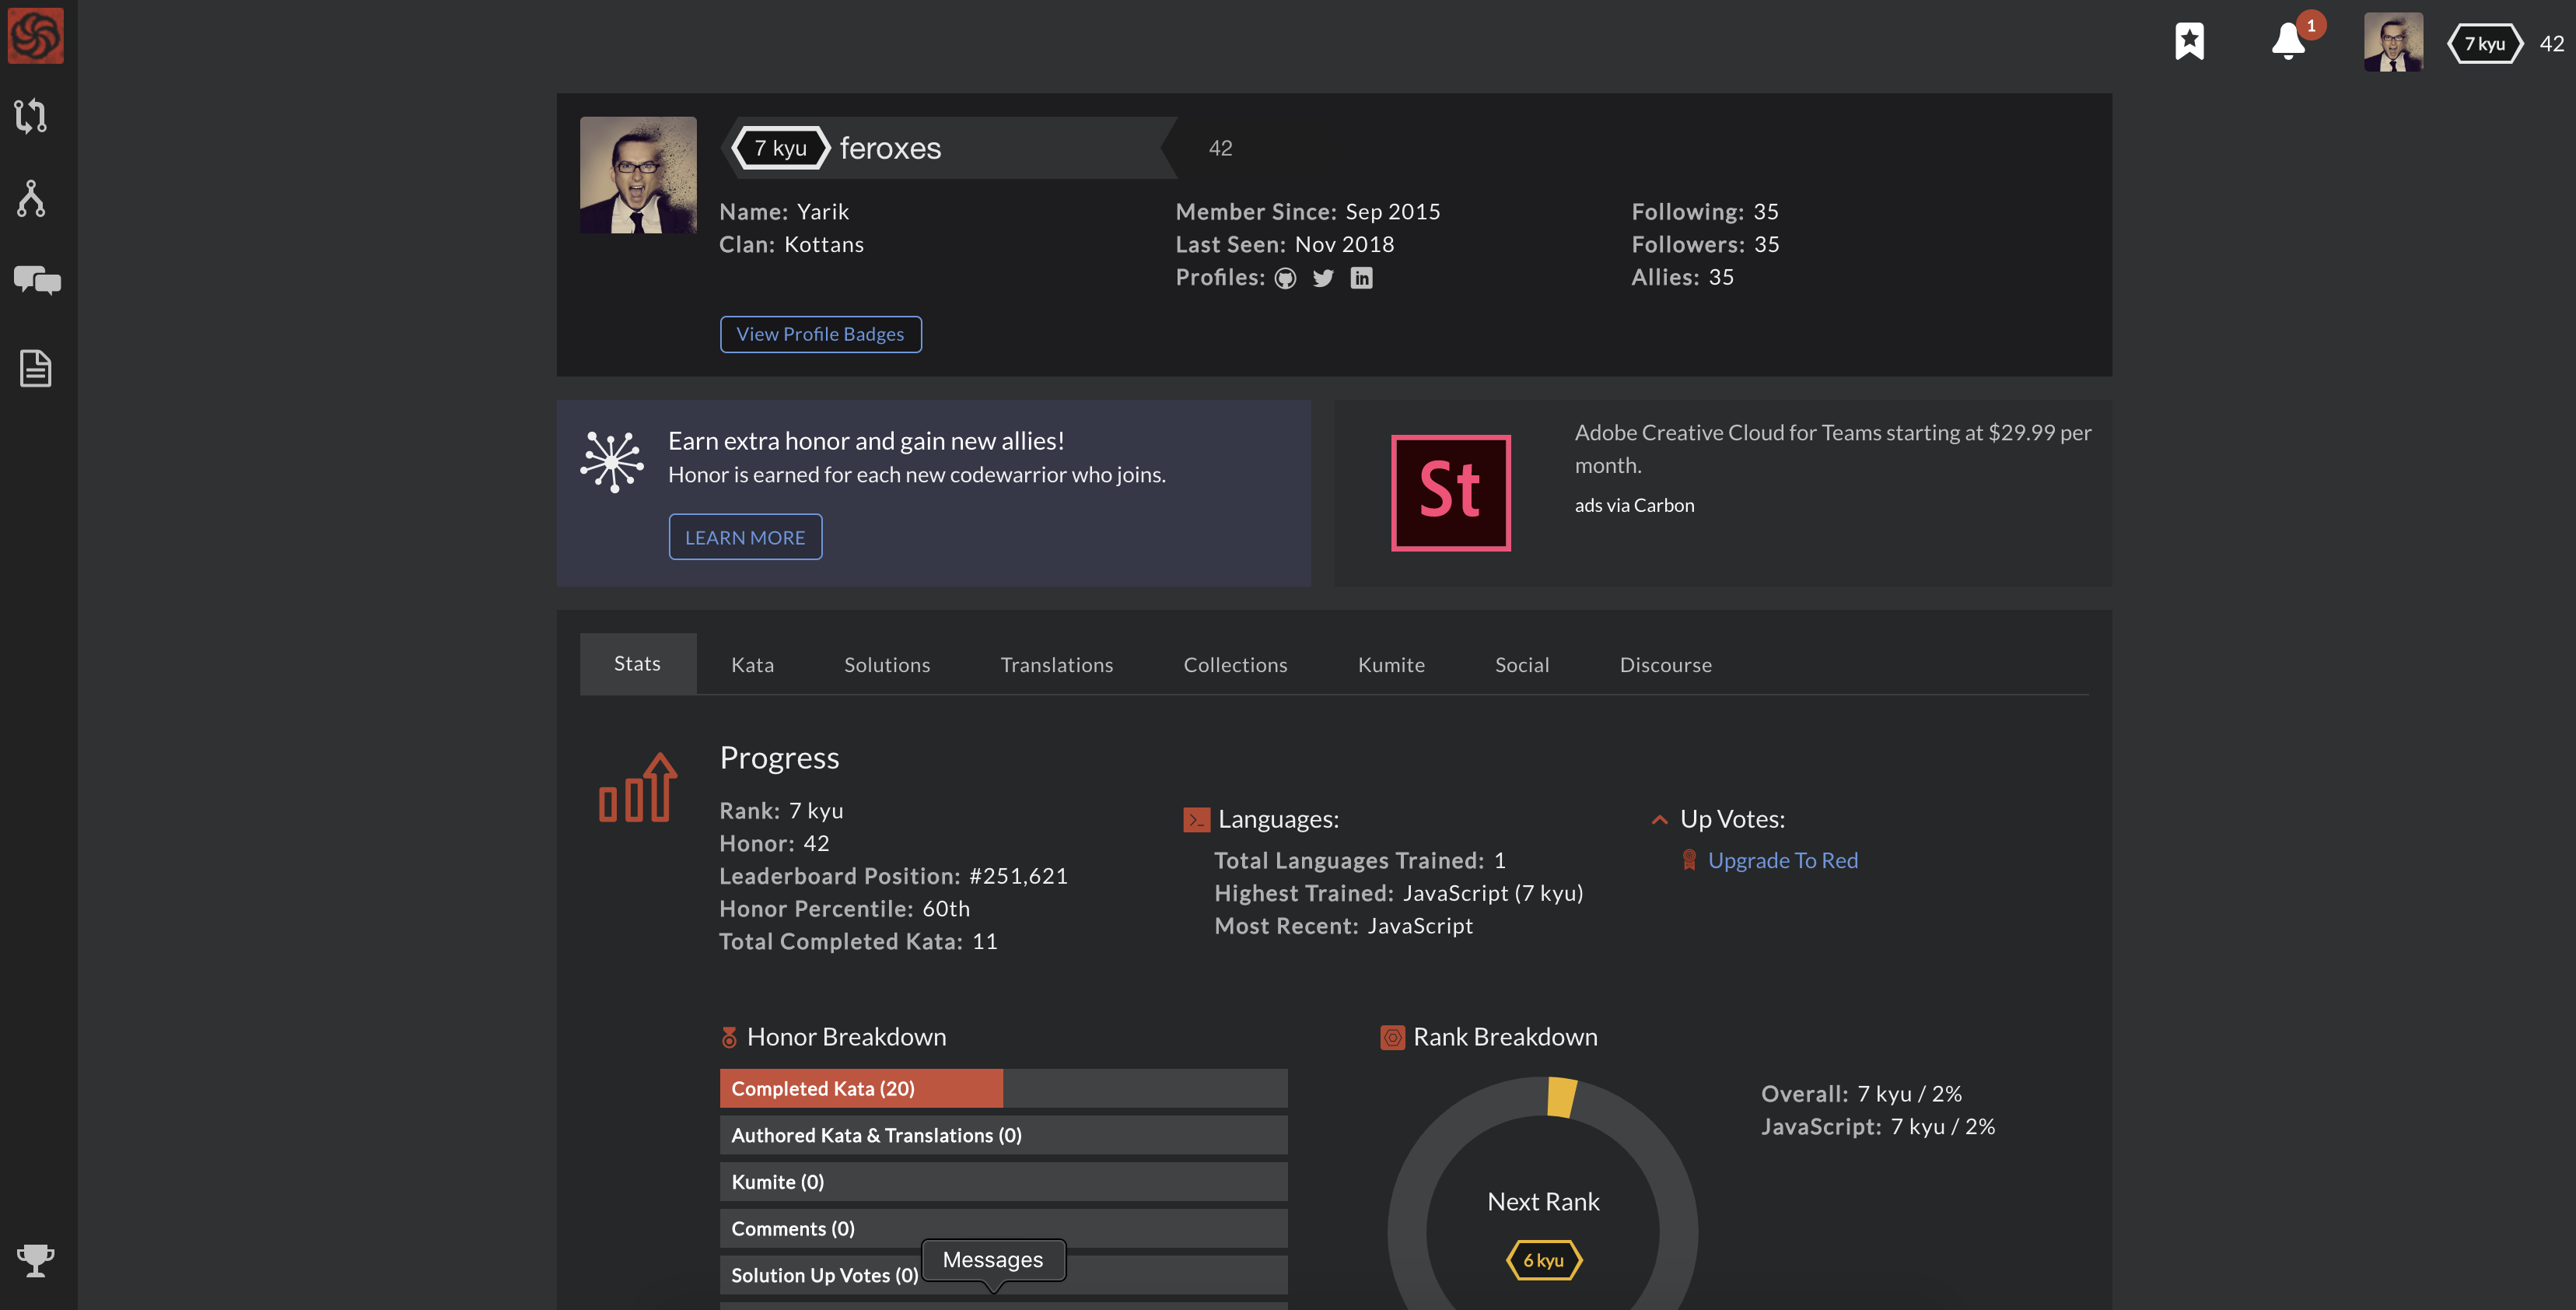 1
7 kyu
42
7 kyu
feroxes
42
Name: Yarik
Clan: Kottans
Member Since: Sep 2015
Last Seen: Nov 2018
Profiles:
Following: 35
Followers: 35
Allies: 35
View Profile Badges
Earn extra honor and gain new allies!
Honor is earned for each new codewarrior who joins.
LEARN MORE
St
Adobe Creative Cloud for Teams starting at $29.99 per
month.
ads via Carbon
Stats
Kata
Solutions
Translations
Collections
Kumite
Social
Discourse
Progress
Rank: 7 kyu
Honor: 42
Leaderboard Position: #251,621
Honor Percentile: 60th
Total Completed Kata: 11
Languages:
Total Languages Trained: 1
Highest Trained: JavaScript (7 kyu)
Most Recent: JavaScript
Up Votes:
Upgrade To Red
Honor Breakdown
Completed Kata (20)
Authored Kata & Translations (0)
Kumite (0)
Comments (0)
Solution Up Votes (0)
Messages
Rank Breakdown
Next Rank
6 kyu
Overall: 7 kyu / 2%
JavaScript: 7 kyu / 2%